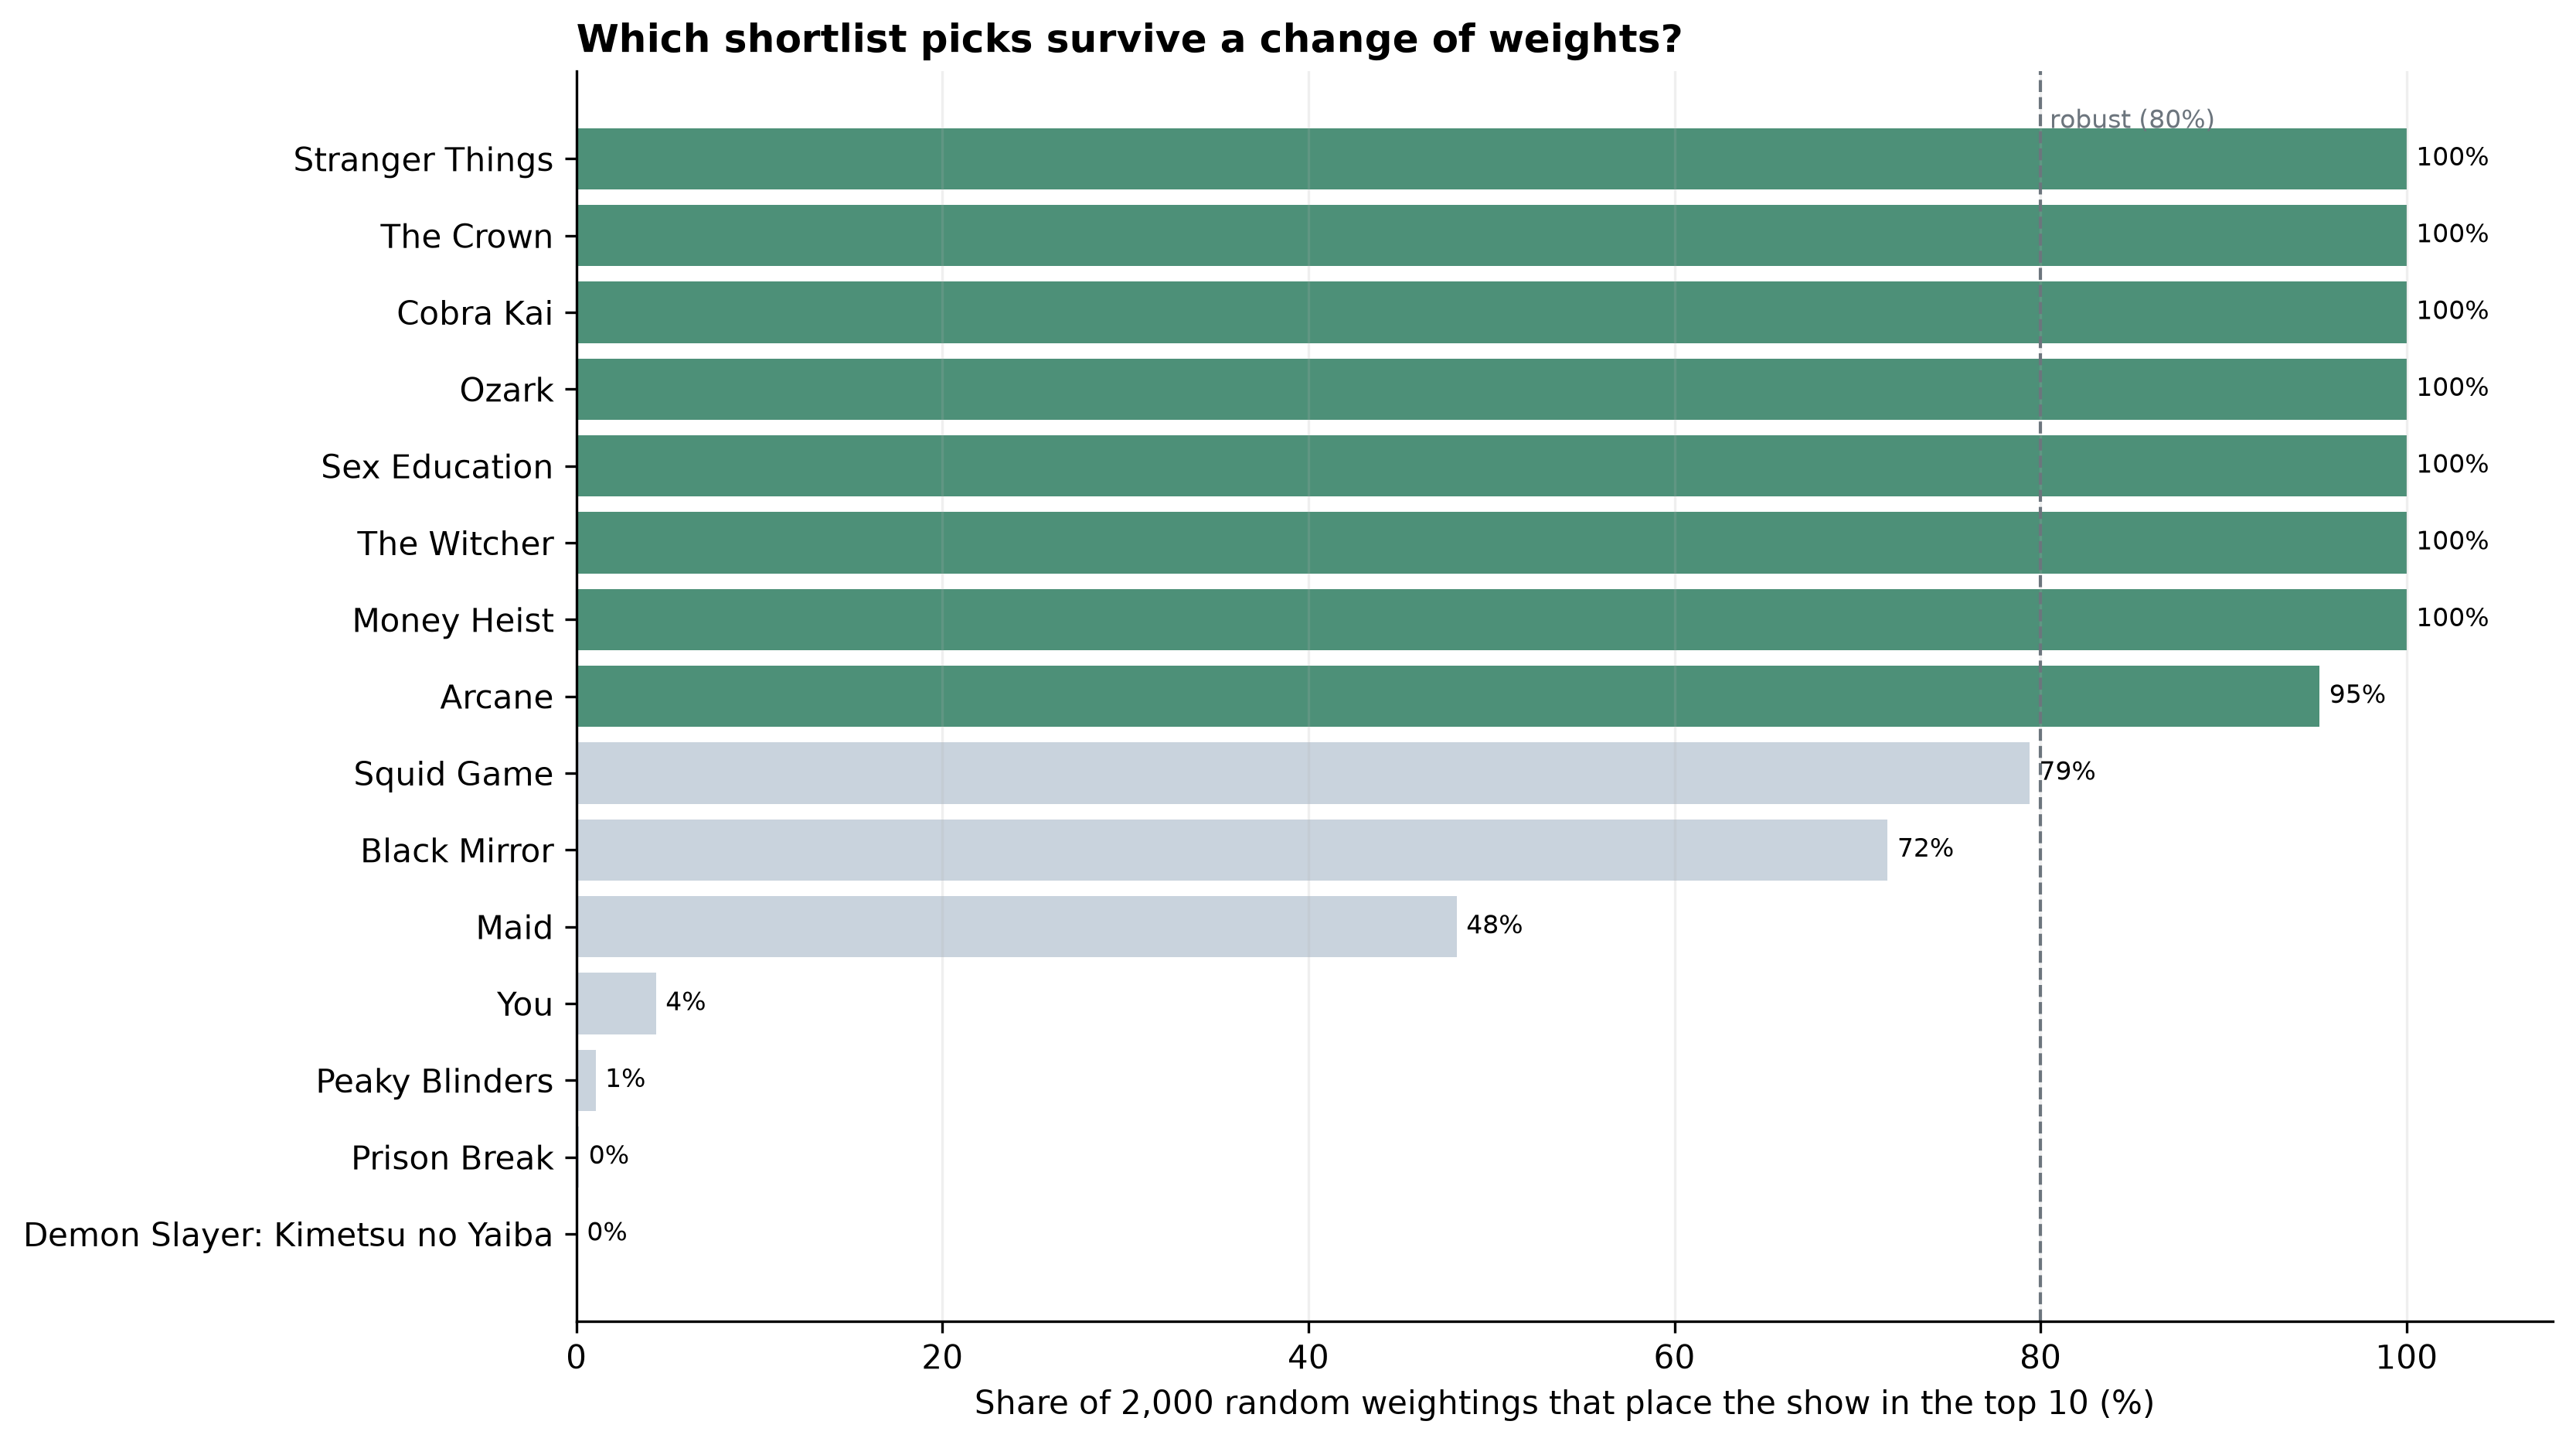 Which shortlist picks survive a change of weights?
robust (80%)
Stranger Things 100%
The Crown 100%
Cobra Kai 100%
Ozark 100%
Sex Education 100%
The Witcher 100%
Money Heist 100%
Arcane 95%
Squid Game 79%
Black Mirror 72%
Maid 48%
You 4%
Peaky Blinders 1%
Prison Break 0%
Demon Slayer: Kimetsu no Yaiba 0%
0 20 40 60 80 100
Share of 2,000 random weightings that place the show in the top 10 (%)